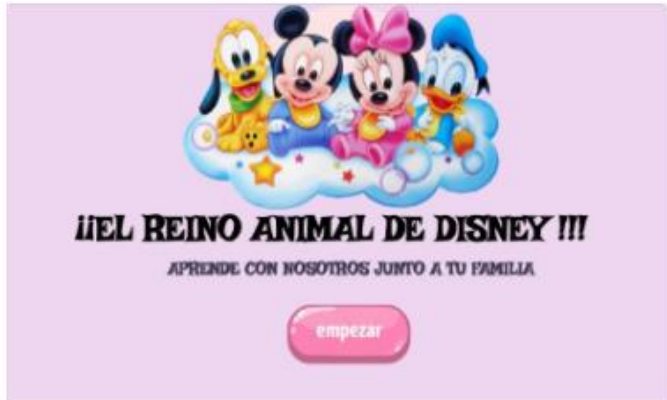 ¡¡EL REINO ANIMAL DE DISNEY !!!
APRENDE CON NOSOTROS JUNTO A TU FAMILIA
empezar